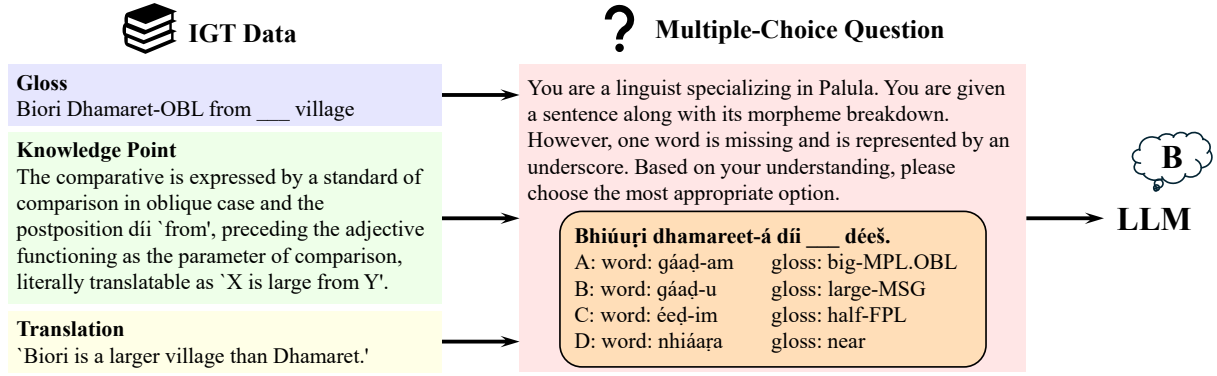 IGT Data
Gloss
Biori Dhamaret-OBL from ___ village
Knowledge Point
The comparative is expressed by a standard of
comparison in oblique case and the
postposition díi `from', preceding the adjective
functioning as the parameter of comparison,
literally translatable as `X is large from Y'.
Translation
`Biori is a larger village than Dhamaret.'
? Multiple-Choice Question
You are a linguist specializing in Palula. You are given
a sentence along with its morpheme breakdown.
However, one word is missing and is represented by an
underscore. Based on your understanding, please
choose the most appropriate option.
Bhiúuṛi dhamareet-á díi ___ déeš.
A: word: ɡáaḍ-am gloss: big-MPL.OBL
B: word: ɡáaḍ-u gloss: large-MSG
C: word: éeḍ-im gloss: half-FPL
D: word: nhiáaṛa gloss: near
B
LLM